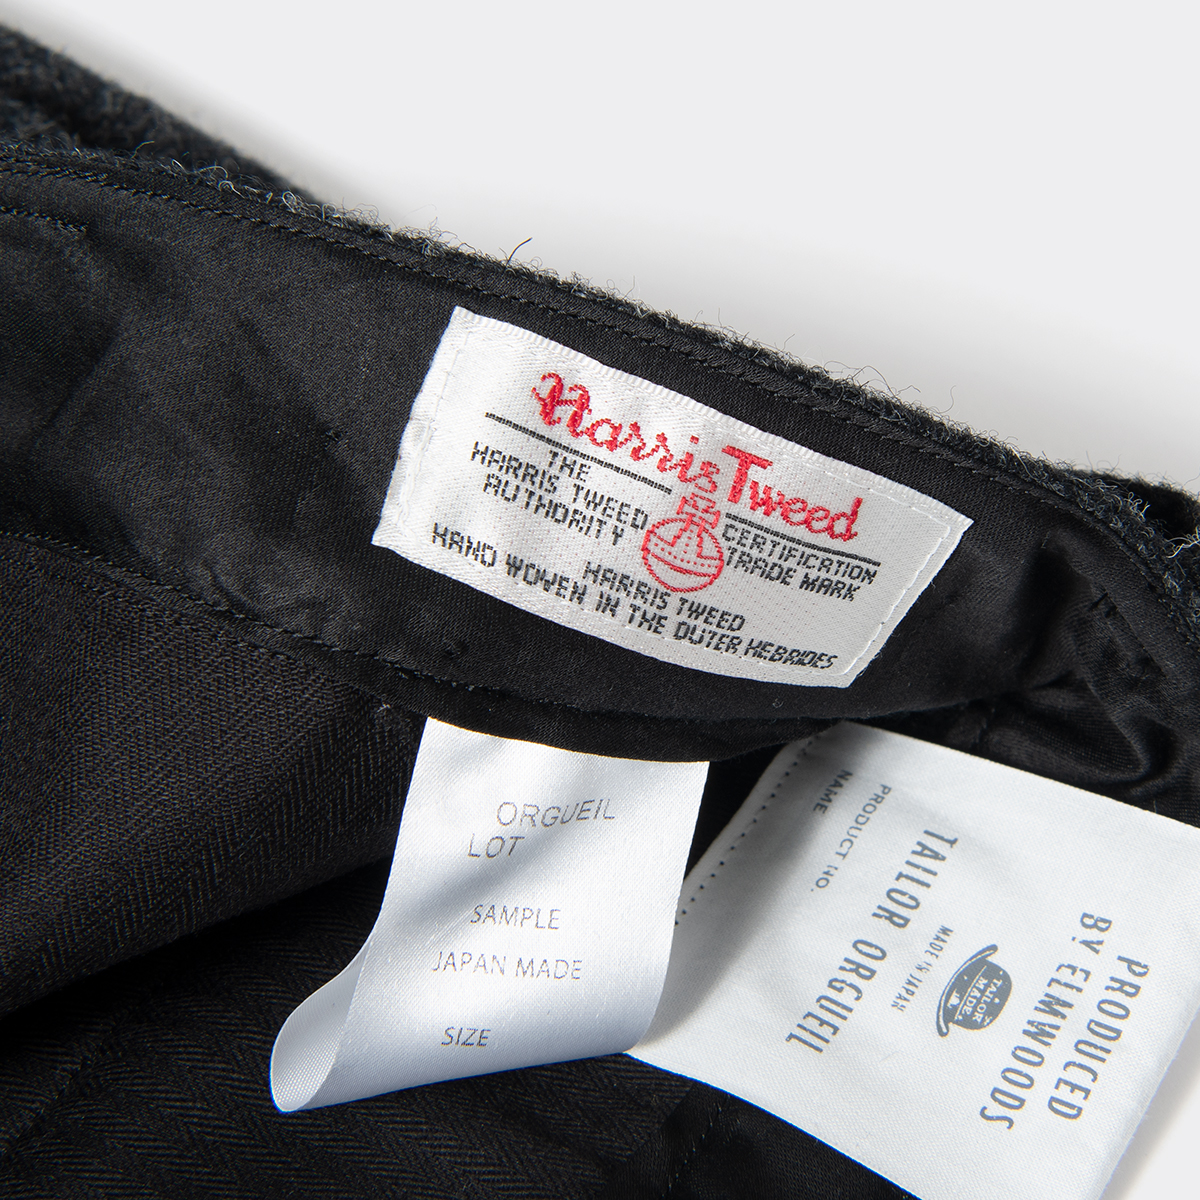 Harris Tweed
THE
HARRIS TWEED
AUTHORITY
CERTIFICATION
TRADE MARK
HARRIS TWEED
HAND WOVEN IN THE OUTER HEBRIDES
ORGUEIL
LOT
SAMPLE
JAPAN MADE
SIZE
PRODUCED
BY ELMWOODS
TAILOR
MADE
MADE IN JAPAN
TAILOR ORGUEIL
PRODUCT NO.
NAME